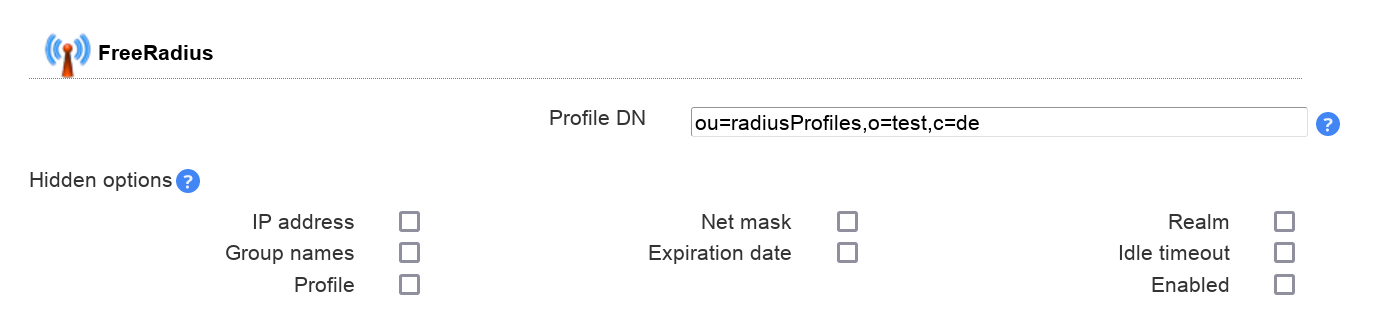 FreeRadius
Profile DN ou=radiusProfiles,o=test,c=de ?
Hidden options ?
IP address Net mask Realm
Group names Expiration date Idle timeout
Profile Enabled